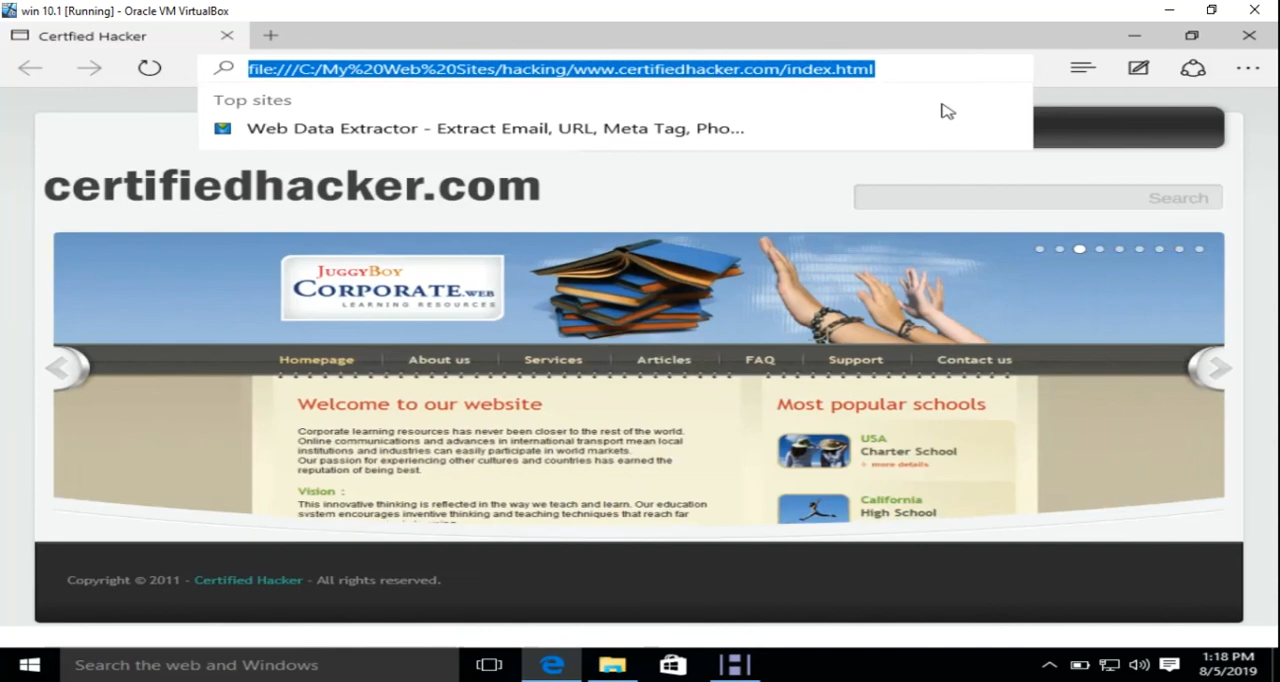 win 10.1 [Running] - Oracle VM VirtualBox
Certfied Hacker
file:///C:/My%20Web%20Sites/hacking/www.certifiedhacker.com/index.html
Top sites
Web Data Extractor - Extract Email, URL, Meta Tag, Pho...
certifiedhacker.com
Search
JUGGYBOY
CORPORATE.WEB
LEARNING RESOURCES
Homepage About us Services Articles FAQ Support Contact us
Welcome to our website
Most popular schools
Corporate learning resources has never been closer to the rest of the world.
Online communications and advances in international transport mean local
institutions and industries can easily participate in world markets.
Our passion for experiencing other cultures and countries has earned the
reputation of being best.
Vision :
This innovative thinking is reflected in the way we teach and learn. Our education
system encourages inventive thinking and teaching techniques that reach far
USA
Charter School
+ more details
California
High School
Copyright © 2011 - Certified Hacker - All rights reserved.
Search the web and Windows
1:18 PM
8/5/2019